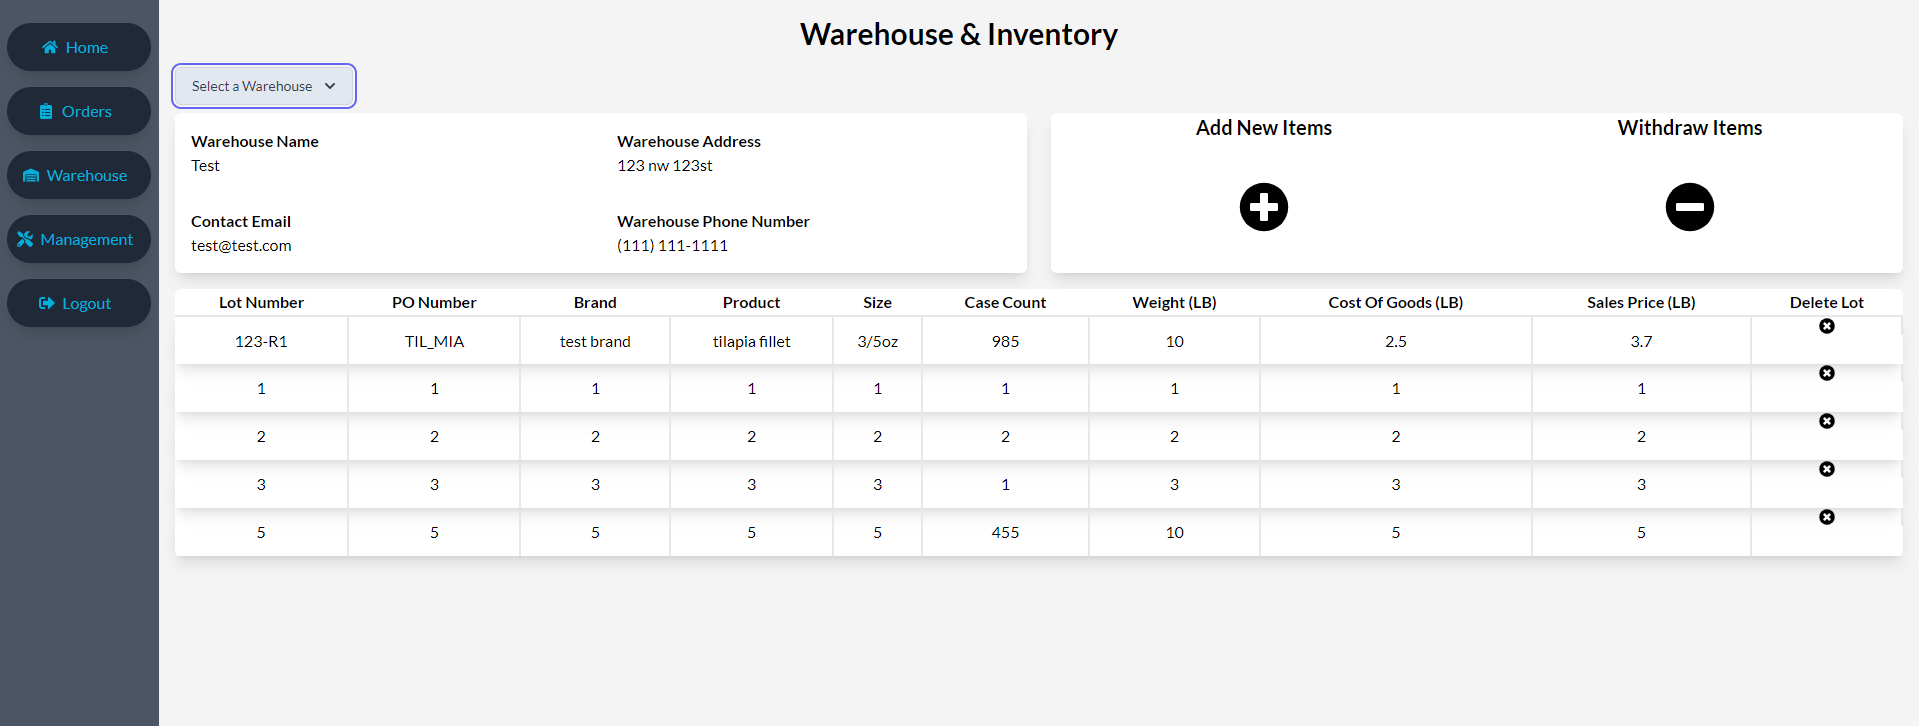 Home
Orders
Warehouse
Management
Logout
Warehouse & Inventory
Select a Warehouse
Warehouse Name
Test
Warehouse Address
123 nw 123st
Contact Email
test@test.com
Warehouse Phone Number
(111) 111-1111
Add New Items
Withdraw Items
Lot Number PO Number Brand Product Size Case Count Weight (LB) Cost Of Goods (LB) Sales Price (LB) Delete Lot
123-R1 TIL_MIA test brand tilapia fillet 3/5oz 985 10 2.5 3.7
1 1 1 1 1 1 1 1 1
2 2 2 2 2 2 2 2 2
3 3 3 3 3 1 3 3 3
5 5 5 5 5 455 10 5 5